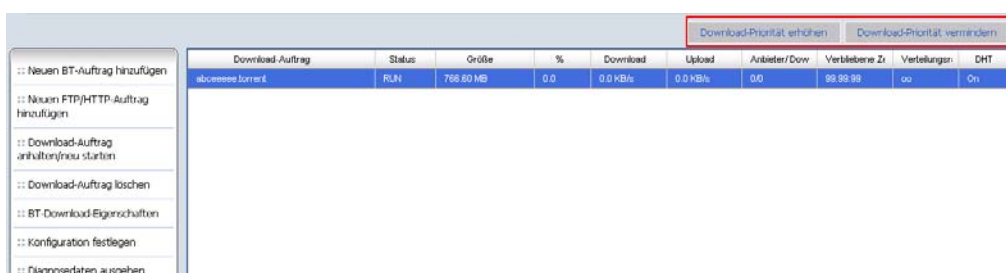 Download-Priorität erhöhen Download-Priorität vermindern
Download-Auftrag Status Größe % Download Upload Anbieter/Dow Verbliebene Ze Verteilungsr DHT
abceeeee.torrent RUN 766.60 MB 0.0 0.0 KB/s 0.0 KB/s 0/0 99:99:99 oo On
:: Neuen BT-Auftrag hinzufügen
:: Neuen FTP/HTTP-Auftrag
hinzufügen
:: Download-Auftrag
anhalten/neu starten
:: Download-Auftrag löschen
:: BT-Download-Eigenschaften
:: Konfiguration festlegen
:: Diagnosedaten ausgeben